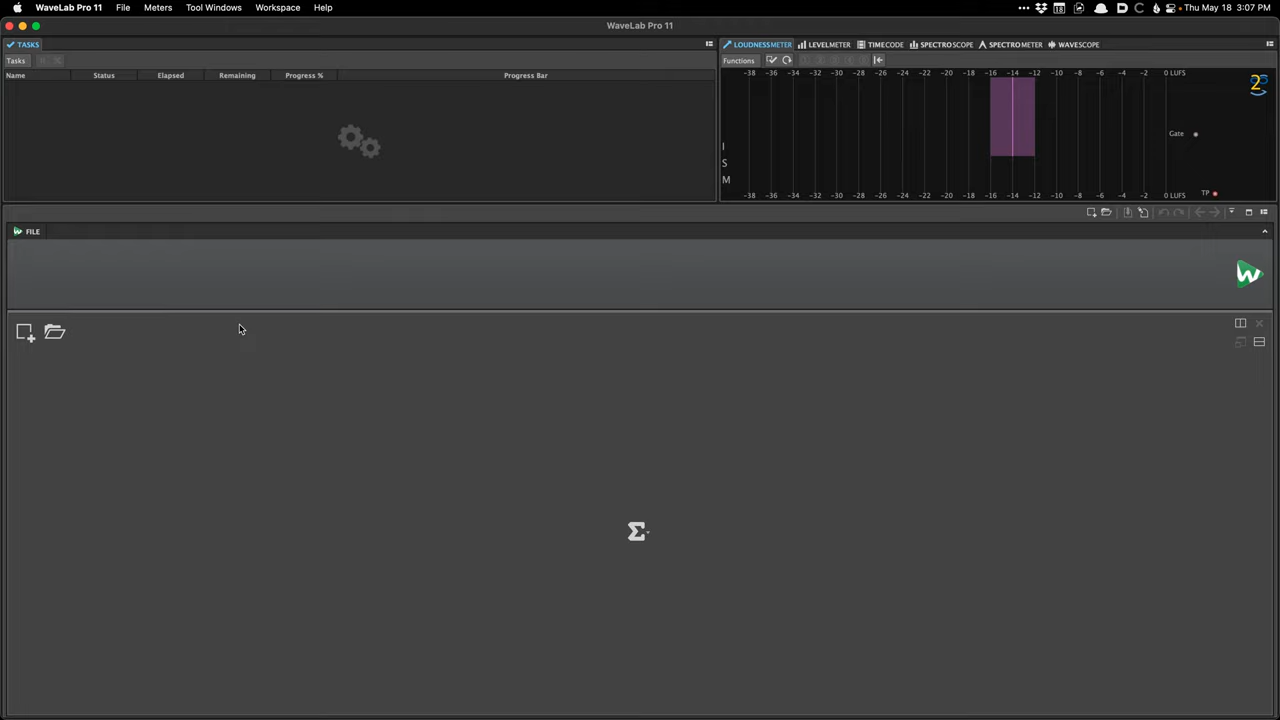 WaveLab Pro 11 File Meters Tool Windows Workspace Help 18 Thu May 18 3:07 PM
WaveLab Pro 11
TASKS LOUDNESSMETER LEVELMETER TIMECODE SPECTROSCOPE SPECTROMETER WAVESCOPE
Tasks Functions
Name Status Elapsed Remaining Progress % Progress Bar
-38 -36 -34 -32 -30 -28 -26 -24 -22 -20 -18 -16 -14 -12 -10 -8 -6 -4 -2 0 LUFS
Gate
I
S
M
-38 -36 -34 -32 -30 -28 -26 -24 -22 -20 -18 -16 -14 -12 -10 -8 -6 -4 -2 0 LUFS
TP
FILE